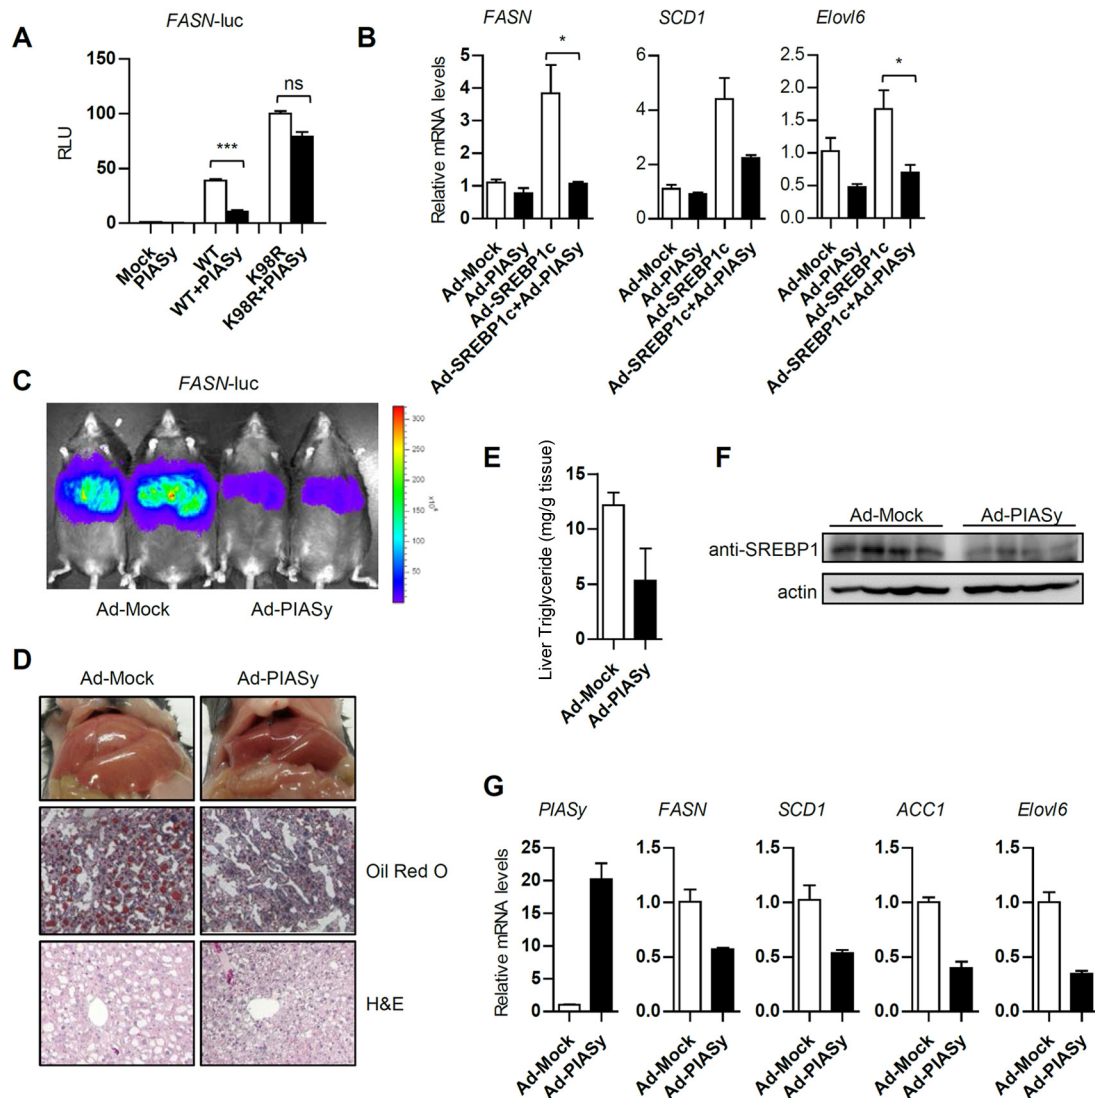 A
FASN-luc
RLU
150
100
50
0
***
ns
Mock
PIASy
WT
WT+PIASy
K98R
K98R+PIASy
B
Relative mRNA levels
FASN
5
4
3
2
1
0
*
Ad-Mock
Ad-PIASy
Ad-SREBP1c
Ad-SREBP1c+Ad-PIASy
SCD1
6
4
2
0
Ad-Mock
Ad-PIASy
Ad-SREBP1c
Ad-SREBP1c+Ad-PIASy
Elovl6
2.5
2.0
1.5
1.0
0.5
0.0
*
Ad-Mock
Ad-PIASy
Ad-SREBP1c
Ad-SREBP1c+Ad-PIASy
C
FASN-luc
300
250
200
150
100
50
Ad-Mock Ad-PIASy
D
Ad-Mock Ad-PIASy
Oil Red O
H&E
E
Liver Triglyceride (mg/g tissue)
15
10
5
0
Ad-Mock
Ad-PIASy
F
Ad-Mock Ad-PIASy
anti-SREBP1
actin
G
Relative mRNA levels
PIASy
25
20
15
10
5
0
Ad-Mock
Ad-PIASy
FASN
1.5
1.0
0.5
0.0
Ad-Mock
Ad-PIASy
SCD1
1.5
1.0
0.5
0.0
Ad-Mock
Ad-PIASy
ACC1
1.5
1.0
0.5
0.0
Ad-Mock
Ad-PIASy
Elovl6
1.5
1.0
0.5
0.0
Ad-Mock
Ad-PIASy